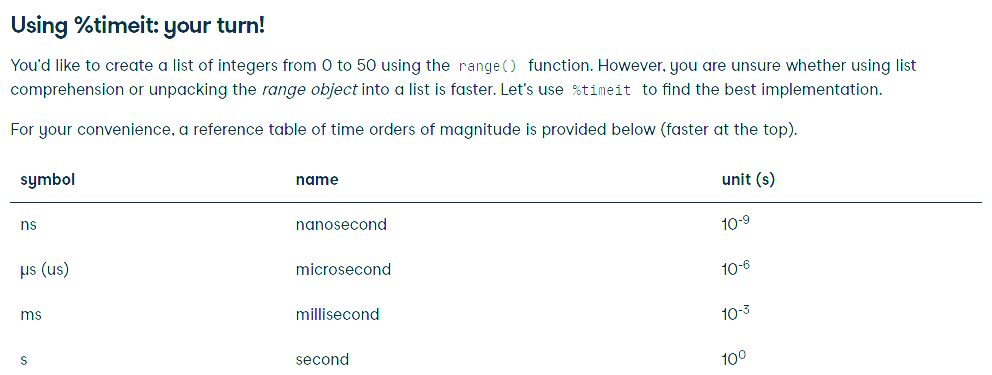 Using %timeit: your turn!
You'd like to create a list of integers from 0 to 50 using the range() function. However, you are unsure whether using list
comprehension or unpacking the range object into a list is faster. Let's use %timeit to find the best implementation.
For your convenience, a reference table of time orders of magnitude is provided below (faster at the top).
symbol name unit (s)
ns nanosecond 10⁻⁹
µs (us) microsecond 10⁻⁶
ms millisecond 10⁻³
s second 10⁰